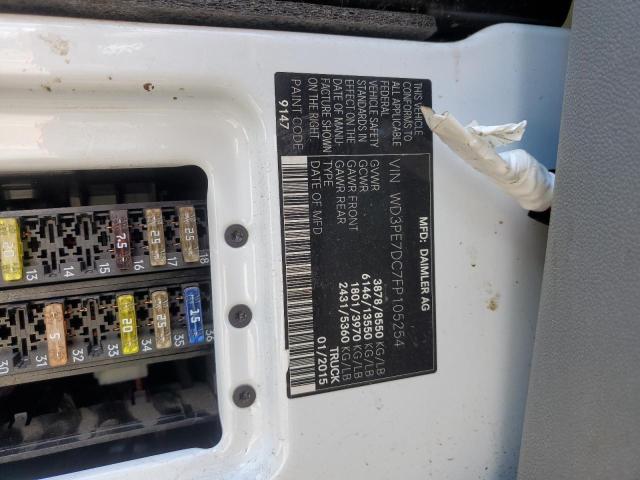 MFD: DAIMLER AG
VIN WD3PE7DC7FP105254
GVWR 3878/8550 KG/LB
GCWR 6146/13550 KG/LB
GAWR FRONT 1801/3970 KG/LB
GAWR REAR 2431/5360 KG/LB
TYPE TRUCK
DATE OF MFD 01/2015
THIS VEHICLE
CONFORMS TO
ALL APPLICABLE
FEDERAL
VEHICLE SAFETY
STANDARDS IN
EFFECT ON THE
DATE OF MANU-
FACTURE SHOWN
ON THE RIGHT
PAINT CODE
9147
20 7.5 25 25
13 14 15 16 17 18
25 20 25 15
30 31 32 33 34 35 36